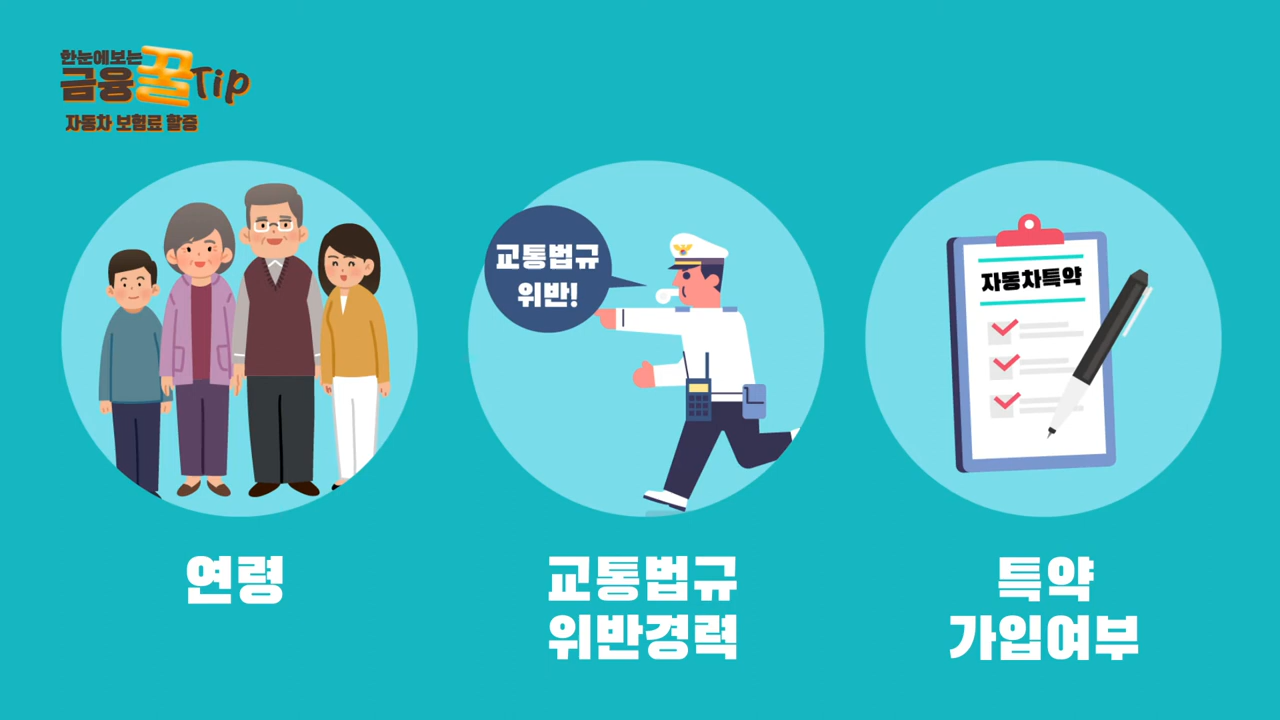 한눈에보는
금융꿀Tip
자동차 보험료 할증
교통법규
위반!
자동차특약
연령
교통법규
위반경력
특약
가입여부